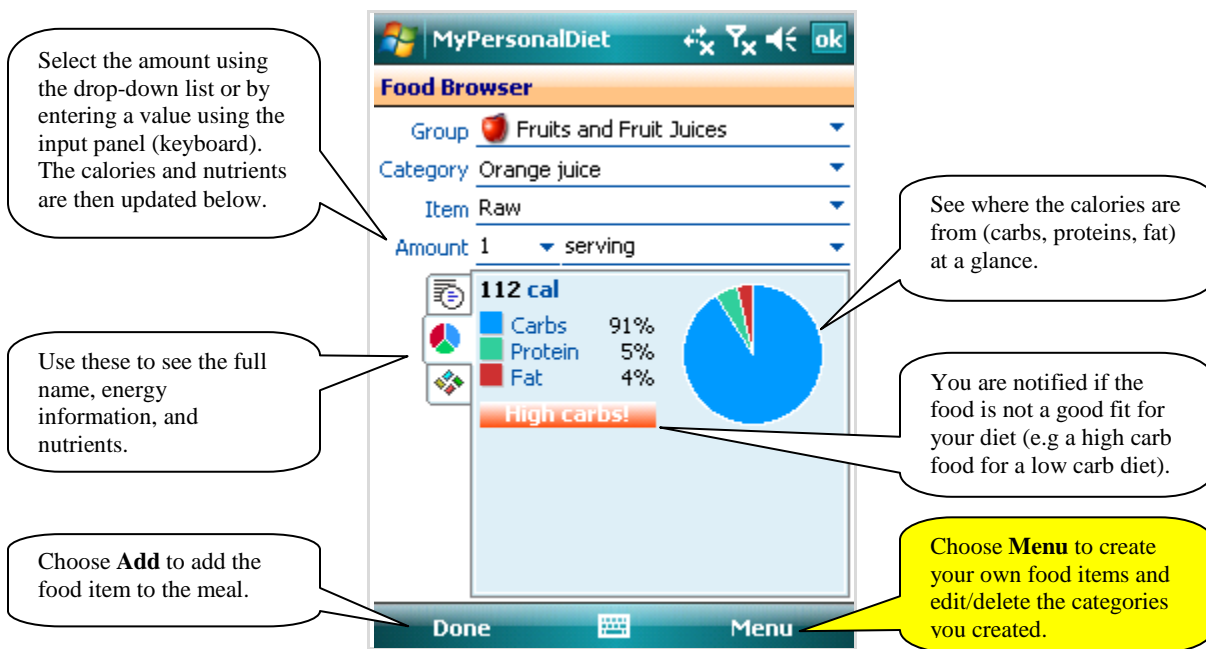 MyPersonalDiet
ok
Food Browser
Group Fruits and Fruit Juices
Category Orange juice
Item Raw
Amount 1 serving
112 cal
Carbs 91%
Protein 5%
Fat 4%
High carbs!
Done
Menu
Select the amount using
the drop-down list or by
entering a value using the
input panel (keyboard).
The calories and nutrients
are then updated below.
Use these to see the full
name, energy
information, and
nutrients.
Choose Add to add the
food item to the meal.
See where the calories are
from (carbs, proteins, fat)
at a glance.
You are notified if the
food is not a good fit for
your diet (e.g a high carb
food for a low carb diet).
Choose Menu to create
your own food items and
edit/delete the categories
you created.